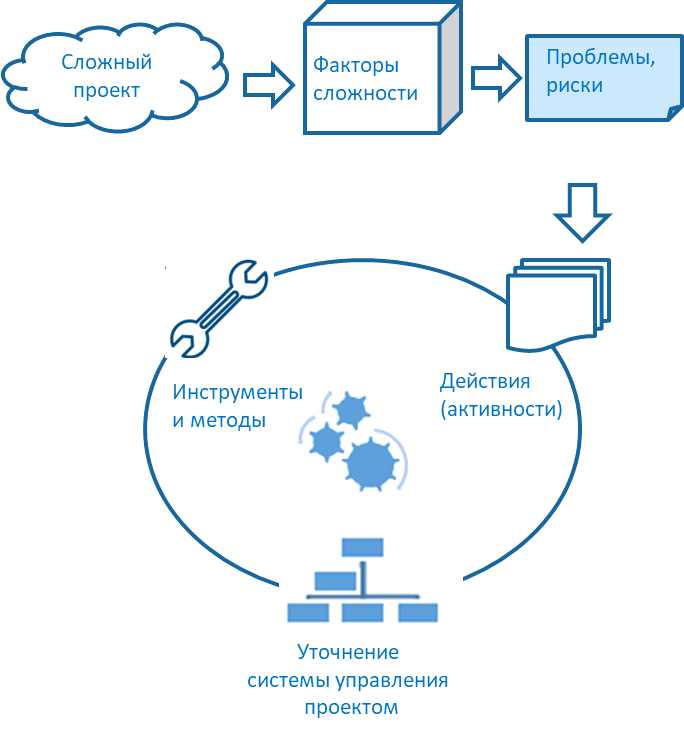 Сложный
проект
Факторы
сложности
Проблемы,
риски
Инструменты
и методы
Действия
(активности)
Уточнение
системы управления
проектом